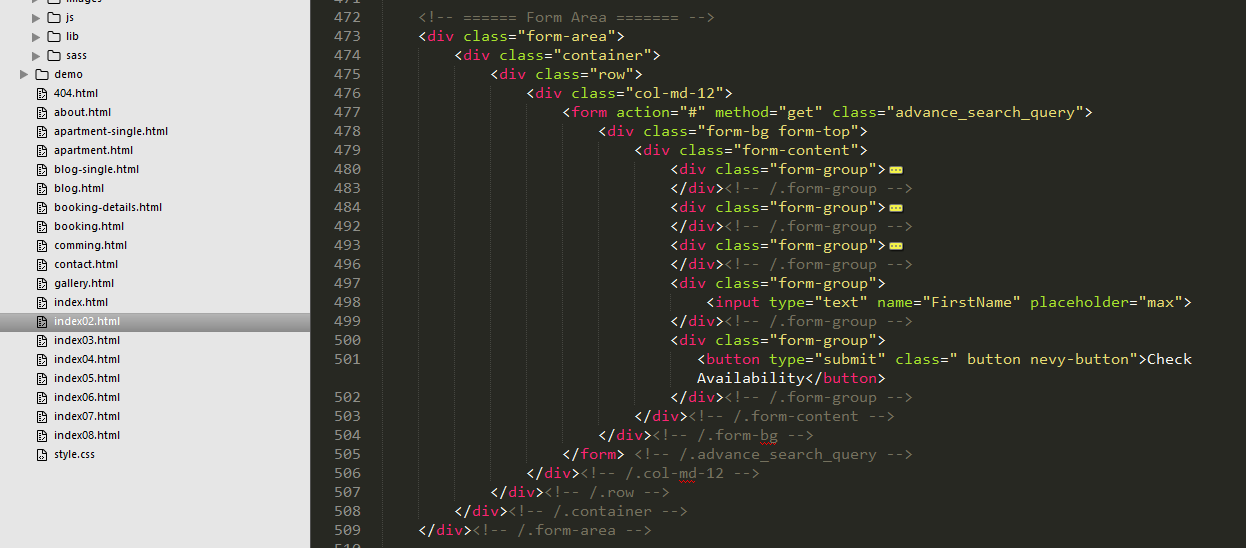 images
js
lib
sass
demo
404.html
about.html
apartment-single.html
apartment.html
blog-single.html
blog.html
booking-details.html
booking.html
comming.html
contact.html
gallery.html
index.html
index02.html
index03.html
index04.html
index05.html
index06.html
index07.html
index08.html
style.css
471
472 <!-- ====== Form Area ======= -->
473 <div class="form-area">
474 <div class="container">
475 <div class="row">
476 <div class="col-md-12">
477 <form action="#" method="get" class="advance_search_query">
478 <div class="form-bg form-top">
479 <div class="form-content">
480 <div class="form-group">
483 </div><!-- /.form-group -->
484 <div class="form-group">
492 </div><!-- /.form-group -->
493 <div class="form-group">
496 </div><!-- /.form-group -->
497 <div class="form-group">
498 <input type="text" name="FirstName" placeholder="max">
499 </div><!-- /.form-group -->
500 <div class="form-group">
501 <button type="submit" class=" button nevy-button">Check
Availability</button>
502 </div><!-- /.form-group -->
503 </div><!-- /.form-content -->
504 </div><!-- /.form-bg -->
505 </form> <!-- /.advance_search_query -->
506 </div><!-- /.col-md-12 -->
507 </div><!-- /.row -->
508 </div><!-- /.container -->
509 </div><!-- /.form-area -->
510